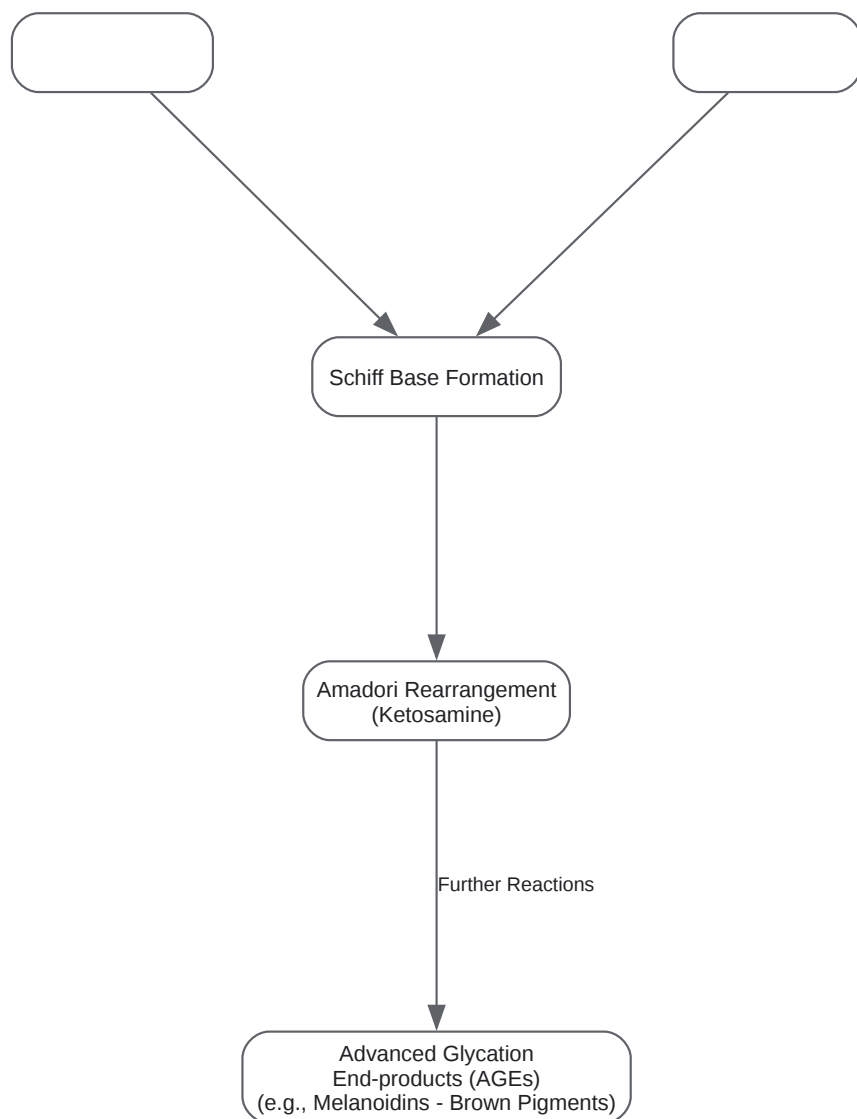 Schiff Base Formation
Amadori Rearrangement
(Ketosamine)
Further Reactions
Advanced Glycation
End-products (AGEs)
(e.g., Melanoidins - Brown Pigments)